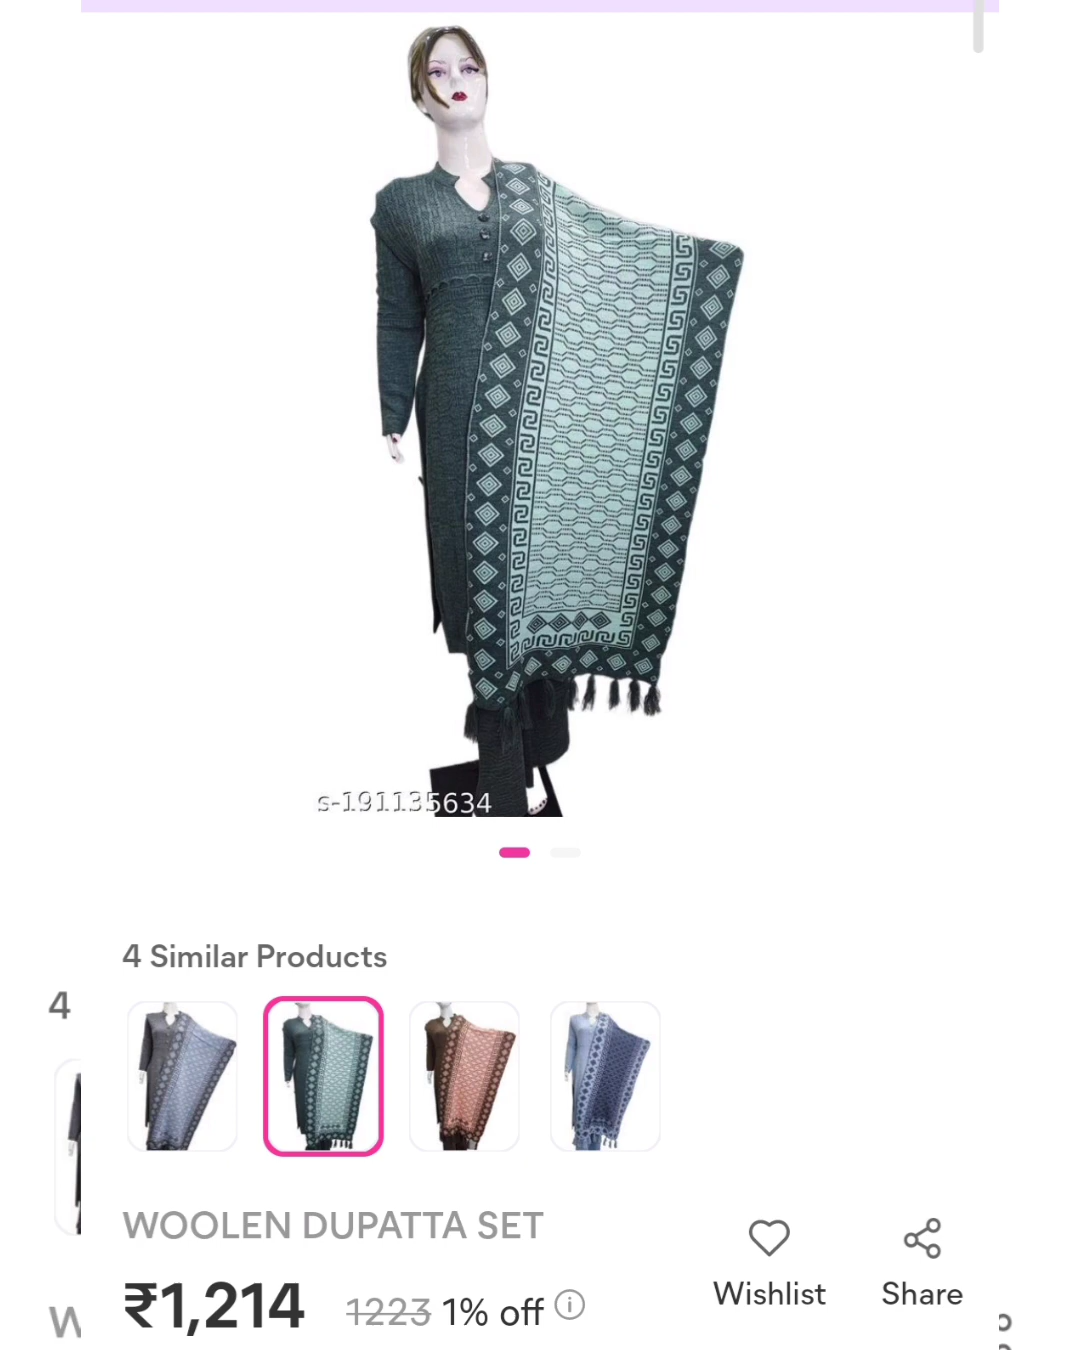 s-191135634
4 Similar Products
4
WOOLEN DUPATTA SET
₹1,214 1223 1% off
Wishlist Share
W